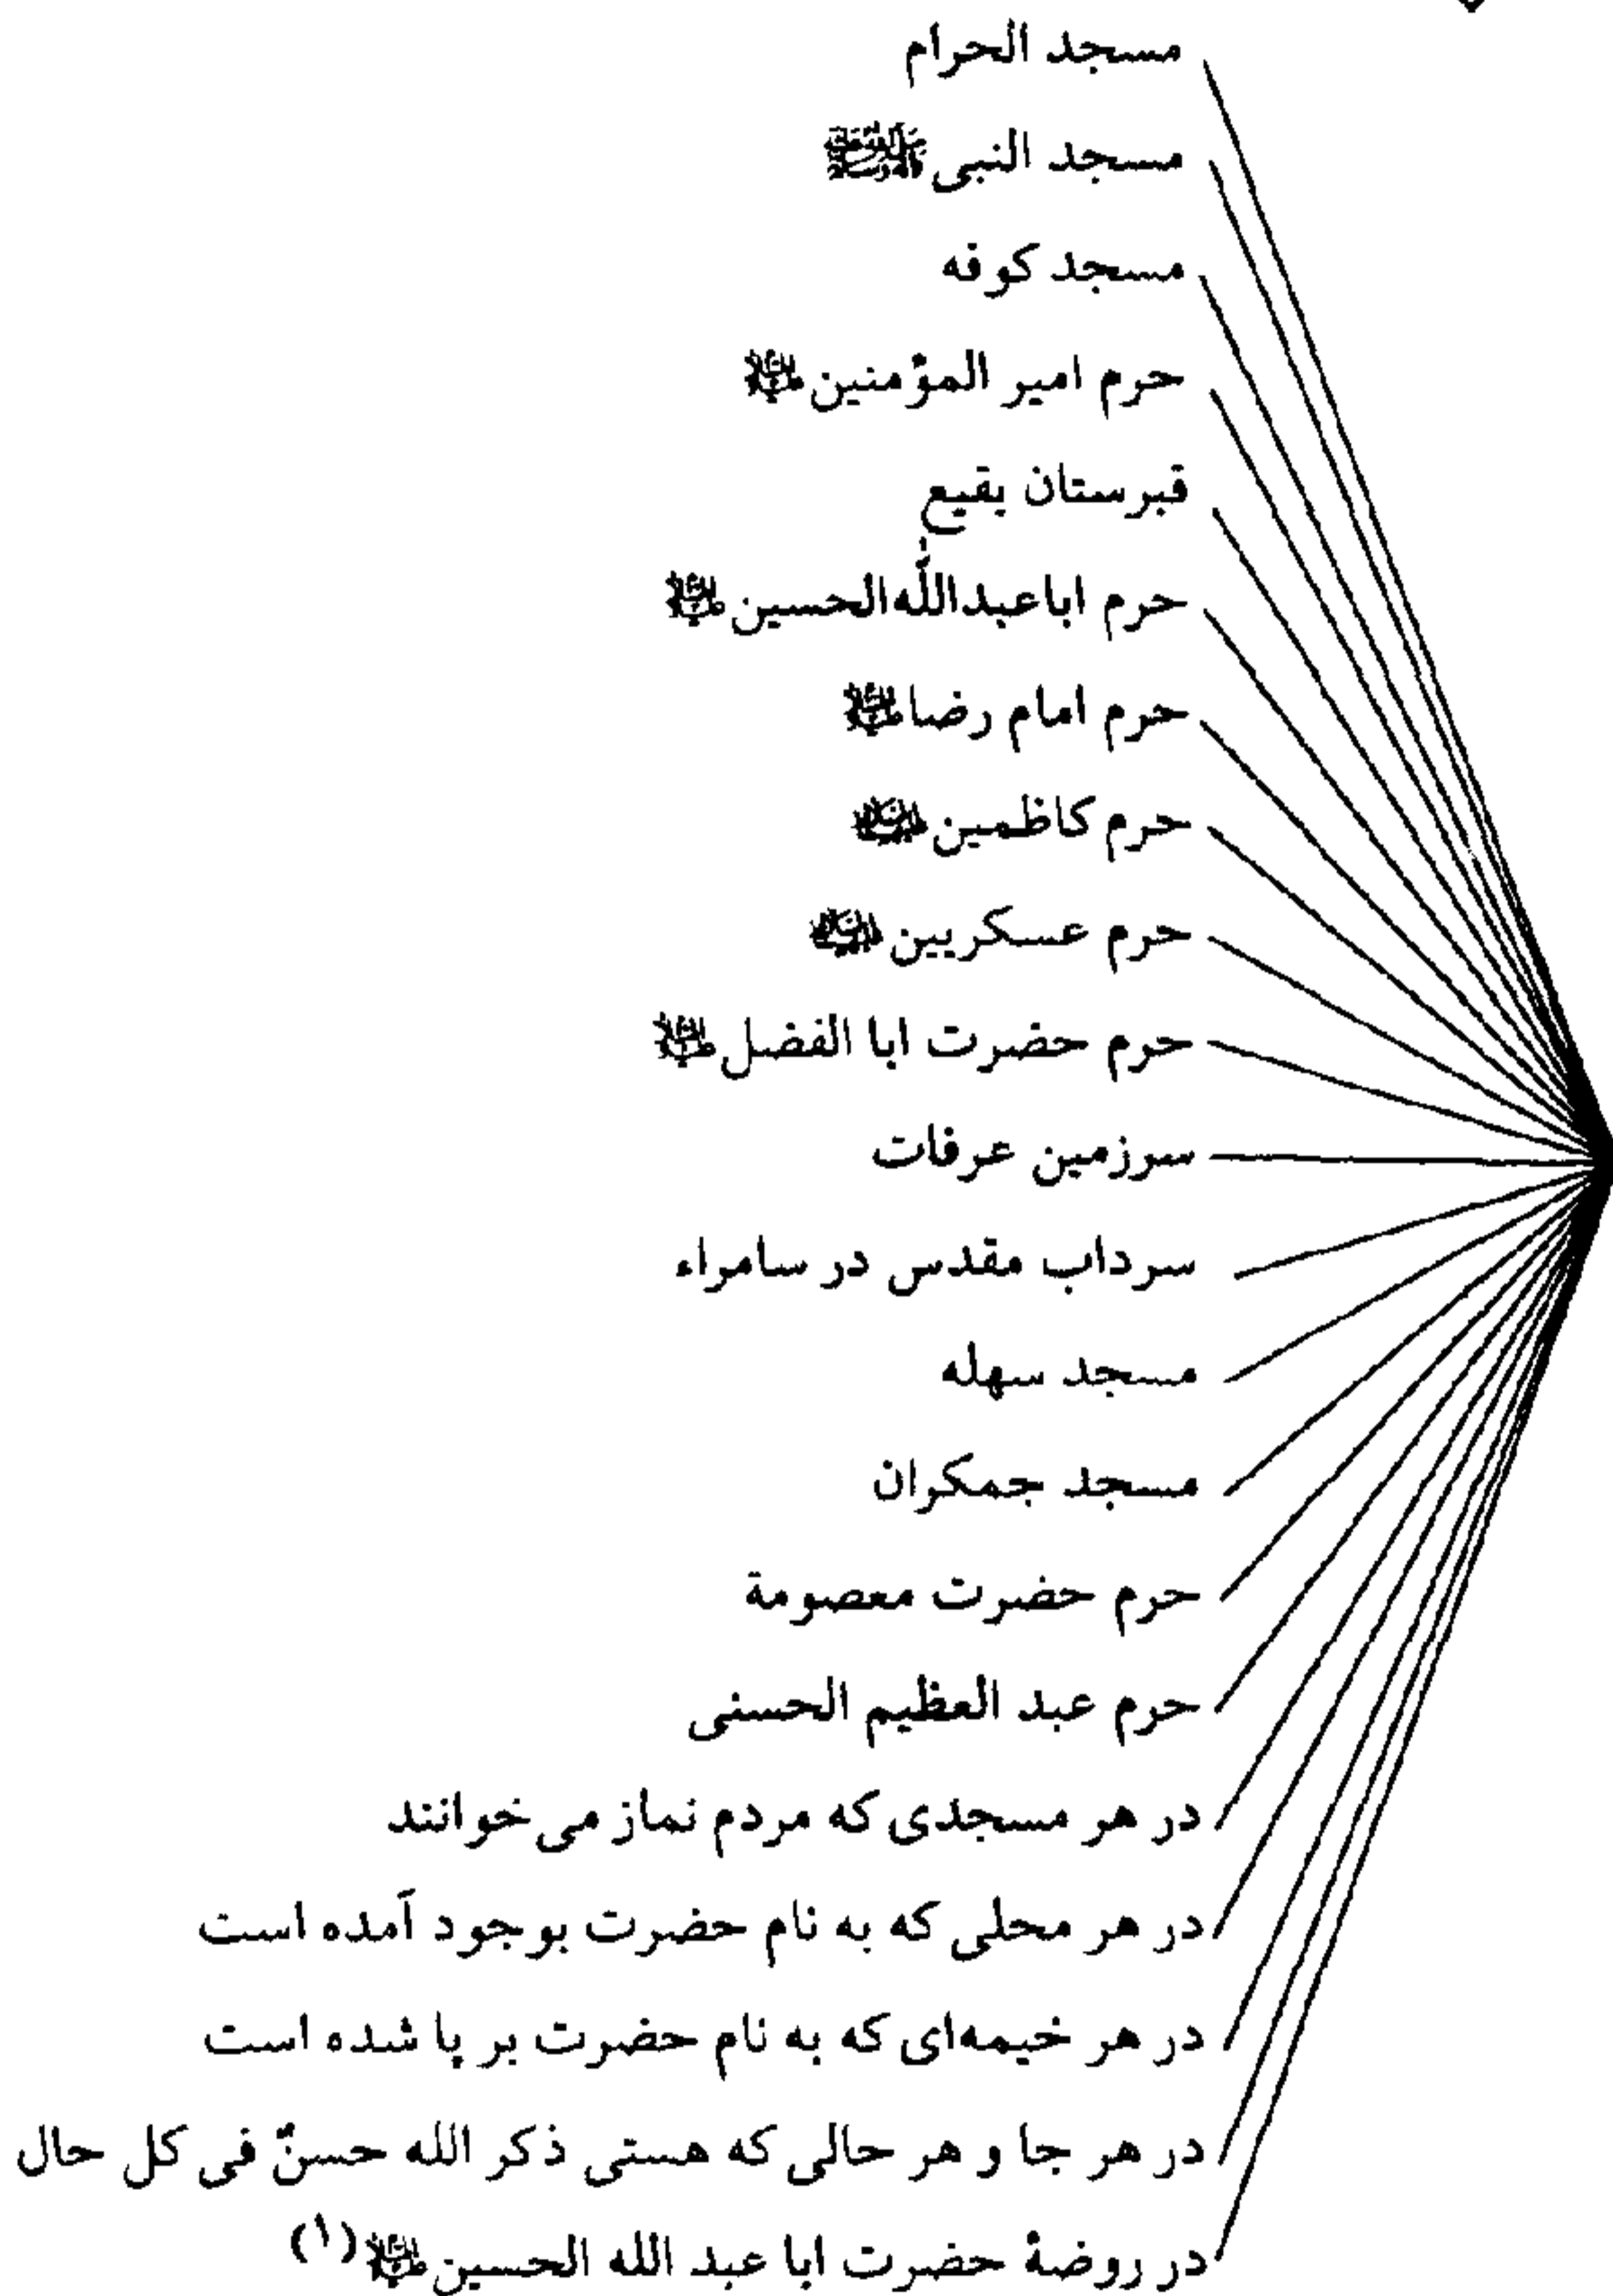 مسجد الحرام
مسجد النبی ﷺ
مسجد کوفه
حرم امیر المؤمنین علیه السلام
قبرستان بقیع
حرم اباعبدالله‌الحسین علیه السلام
حرم امام رضا علیه السلام
حرم کاظمین علیهما السلام
حرم عسکریین علیهما السلام
حرم حضرت ابا الفضل علیه السلام
سرزمین عرفات
سرداب مقدس در سامراء
مسجد سهله
مسجد جمکران
حرم حضرت معصومة
حرم عبد العظیم الحسنی
در هر مسجدی که مردم نماز می‌خوانند
در هر محلی که به نام حضرت بوجود آمده است
در هر خیمه‌ای که به نام حضرت بر پا شده است
در هر جا و هر حالی که هستی ذکر الله حسنٌ فی کل حال
در روضهٔ حضرت ابا عبد الله الحسین علیه السلام (۱)